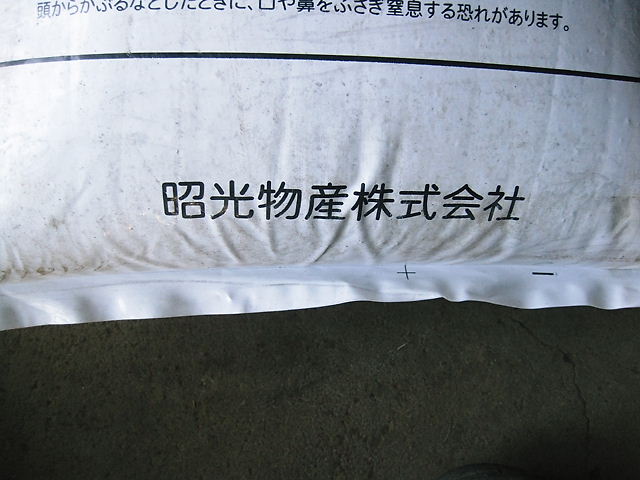 頭からかぶるなどしたときに、口や鼻をふさぎ窒息する恐れがあります。
昭光物産株式会社